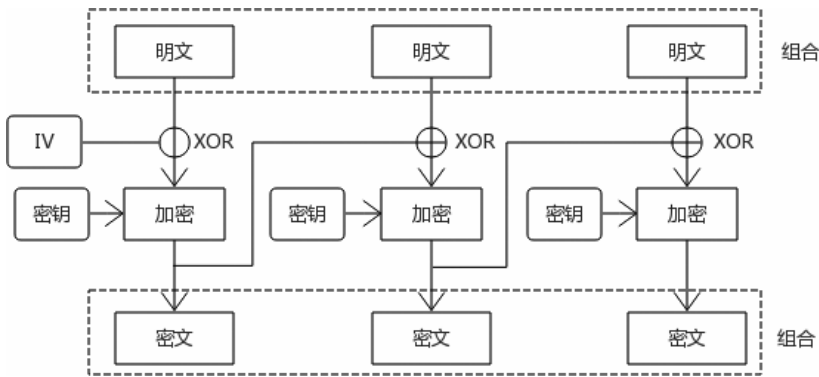 明文 明文 明文 组合
IV XOR XOR XOR
密钥 加密 密钥 加密 密钥 加密
密文 密文 密文 组合